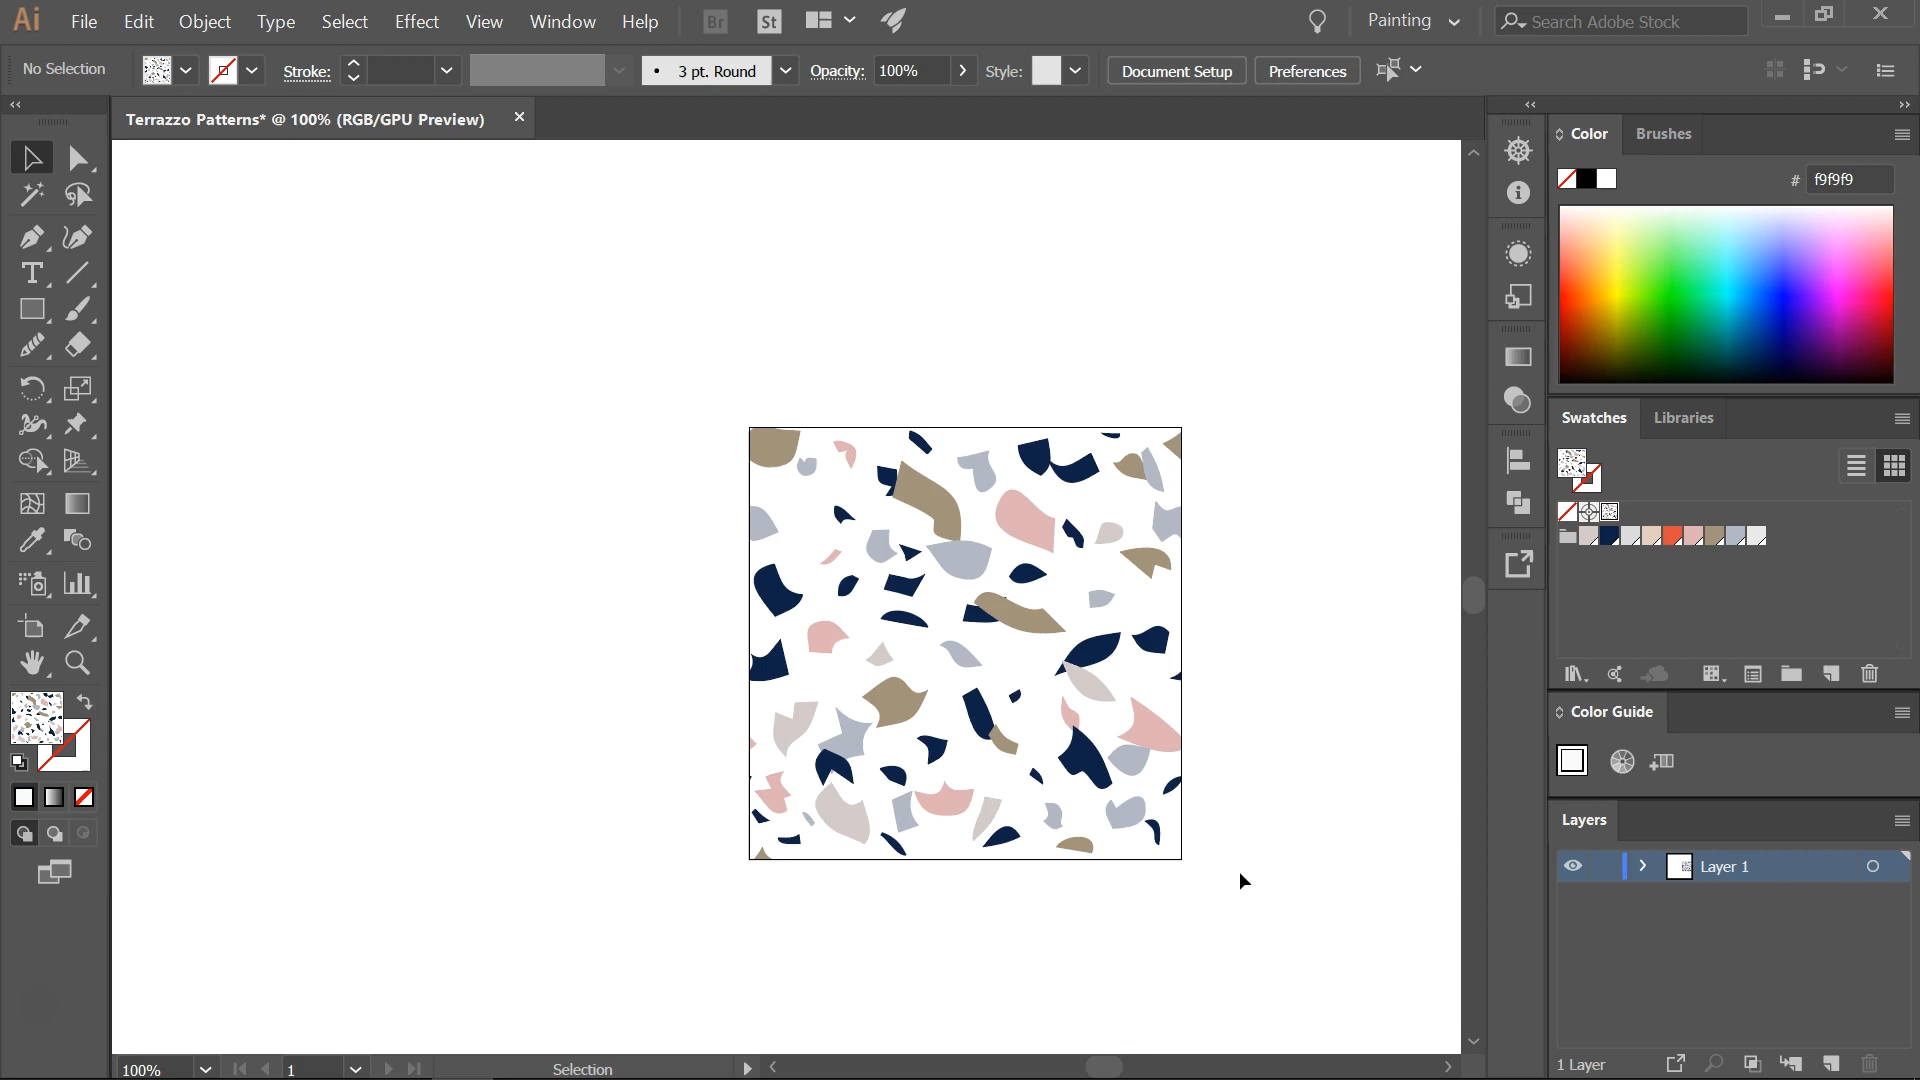 Ai File Edit Object Type Select Effect View Window Help Br St Painting Search Adobe Stock
No Selection Stroke: 3 pt. Round Opacity: 100% Style: Document Setup Preferences
Terrazzo Patterns* @ 100% (RGB/GPU Preview)
Color Brushes
# f9f9f9
Swatches Libraries
Color Guide
Layers
Layer 1
1 Layer
100% 1 Selection